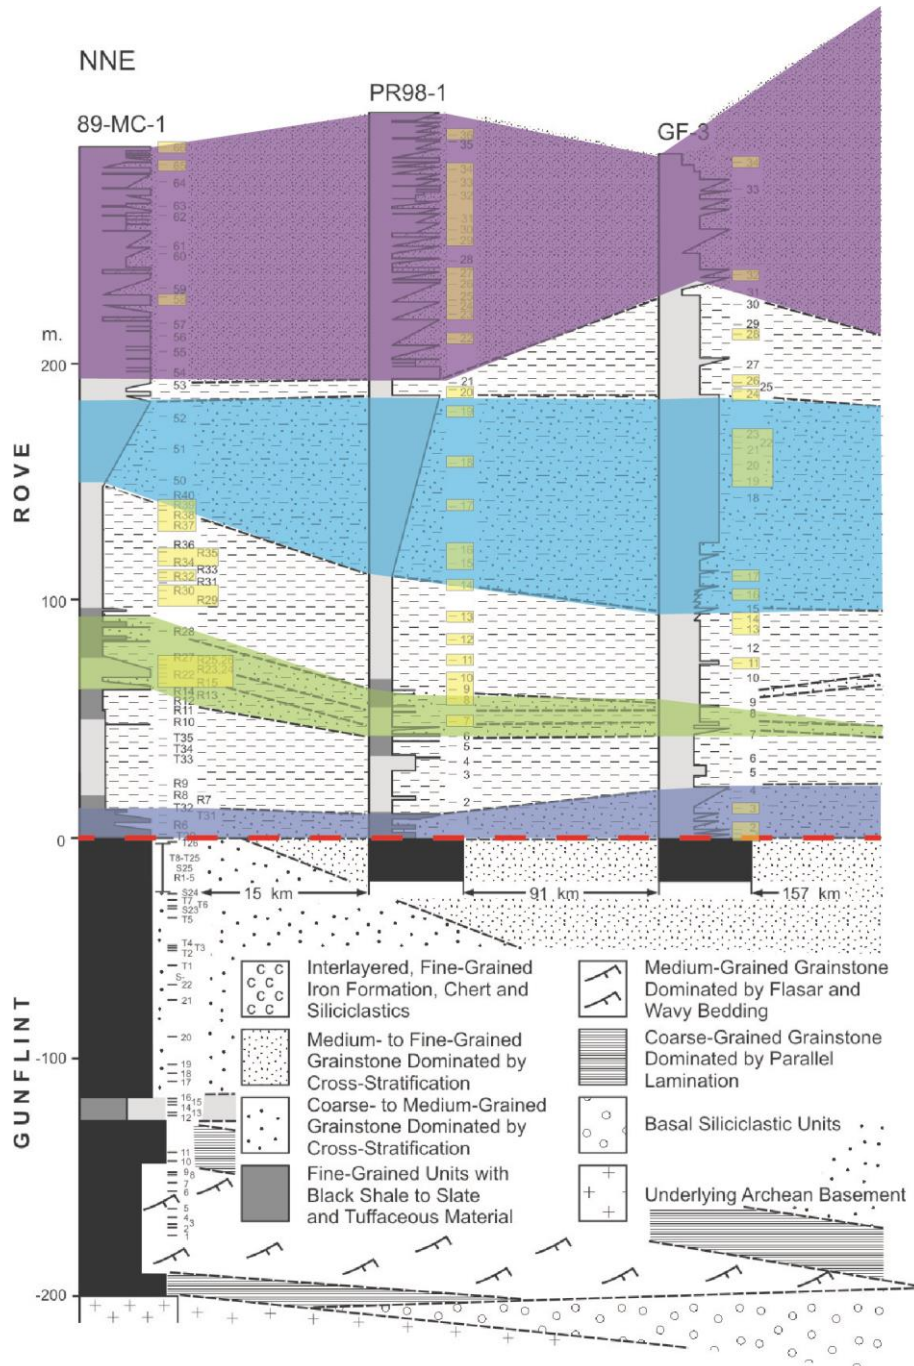 NNE
89-MC-1
PR98-1
GF-3
m.
200
100
0
-100
-200
ROVE
GUNFLINT
63
64
63
62
61
60
59
58
57
56
55
54
53
52
51
50
R40
R39
R38
R37
R36
R35
R34
R33
R32
R31
R30
R29
R28
R27
R22
R15
R14
R13
R12
R11
R10
T35
T34
T33
R9
R8
R7
T32
T31
R6
T26
T8-T25
S25
R1-5
S24
T7
T6
S23
T5
T4
T3
T2
T1
S-
22
21
20
19
18
17
16
15
14
13
12
11
10
9
8
7
6
5
4
3
2
1
35
34
33
32
31
30
29
28
27
26
25
22
21
20
19
18
17
16
15
14
13
12
11
10
9
8
7
6
5
4
3
2
1
34
33
32
31
30
29
28
27
26
25
24
23
22
21
20
19
18
17
16
15
14
13
12
11
10
9
8
7
6
5
4
3
2
15 km
91 km
157 km
Interlayered, Fine-Grained
Iron Formation, Chert and
Siliciclastics
Medium- to Fine-Grained
Grainstone Dominated by
Cross-Stratification
Coarse- to Medium-Grained
Grainstone Dominated by
Cross-Stratification
Fine-Grained Units with
Black Shale to Slate
and Tuffaceous Material
Medium-Grained Grainstone
Dominated by Flasar and
Wavy Bedding
Coarse-Grained Grainstone
Dominated by Parallel
Lamination
Basal Siliciclastic Units
Underlying Archean Basement